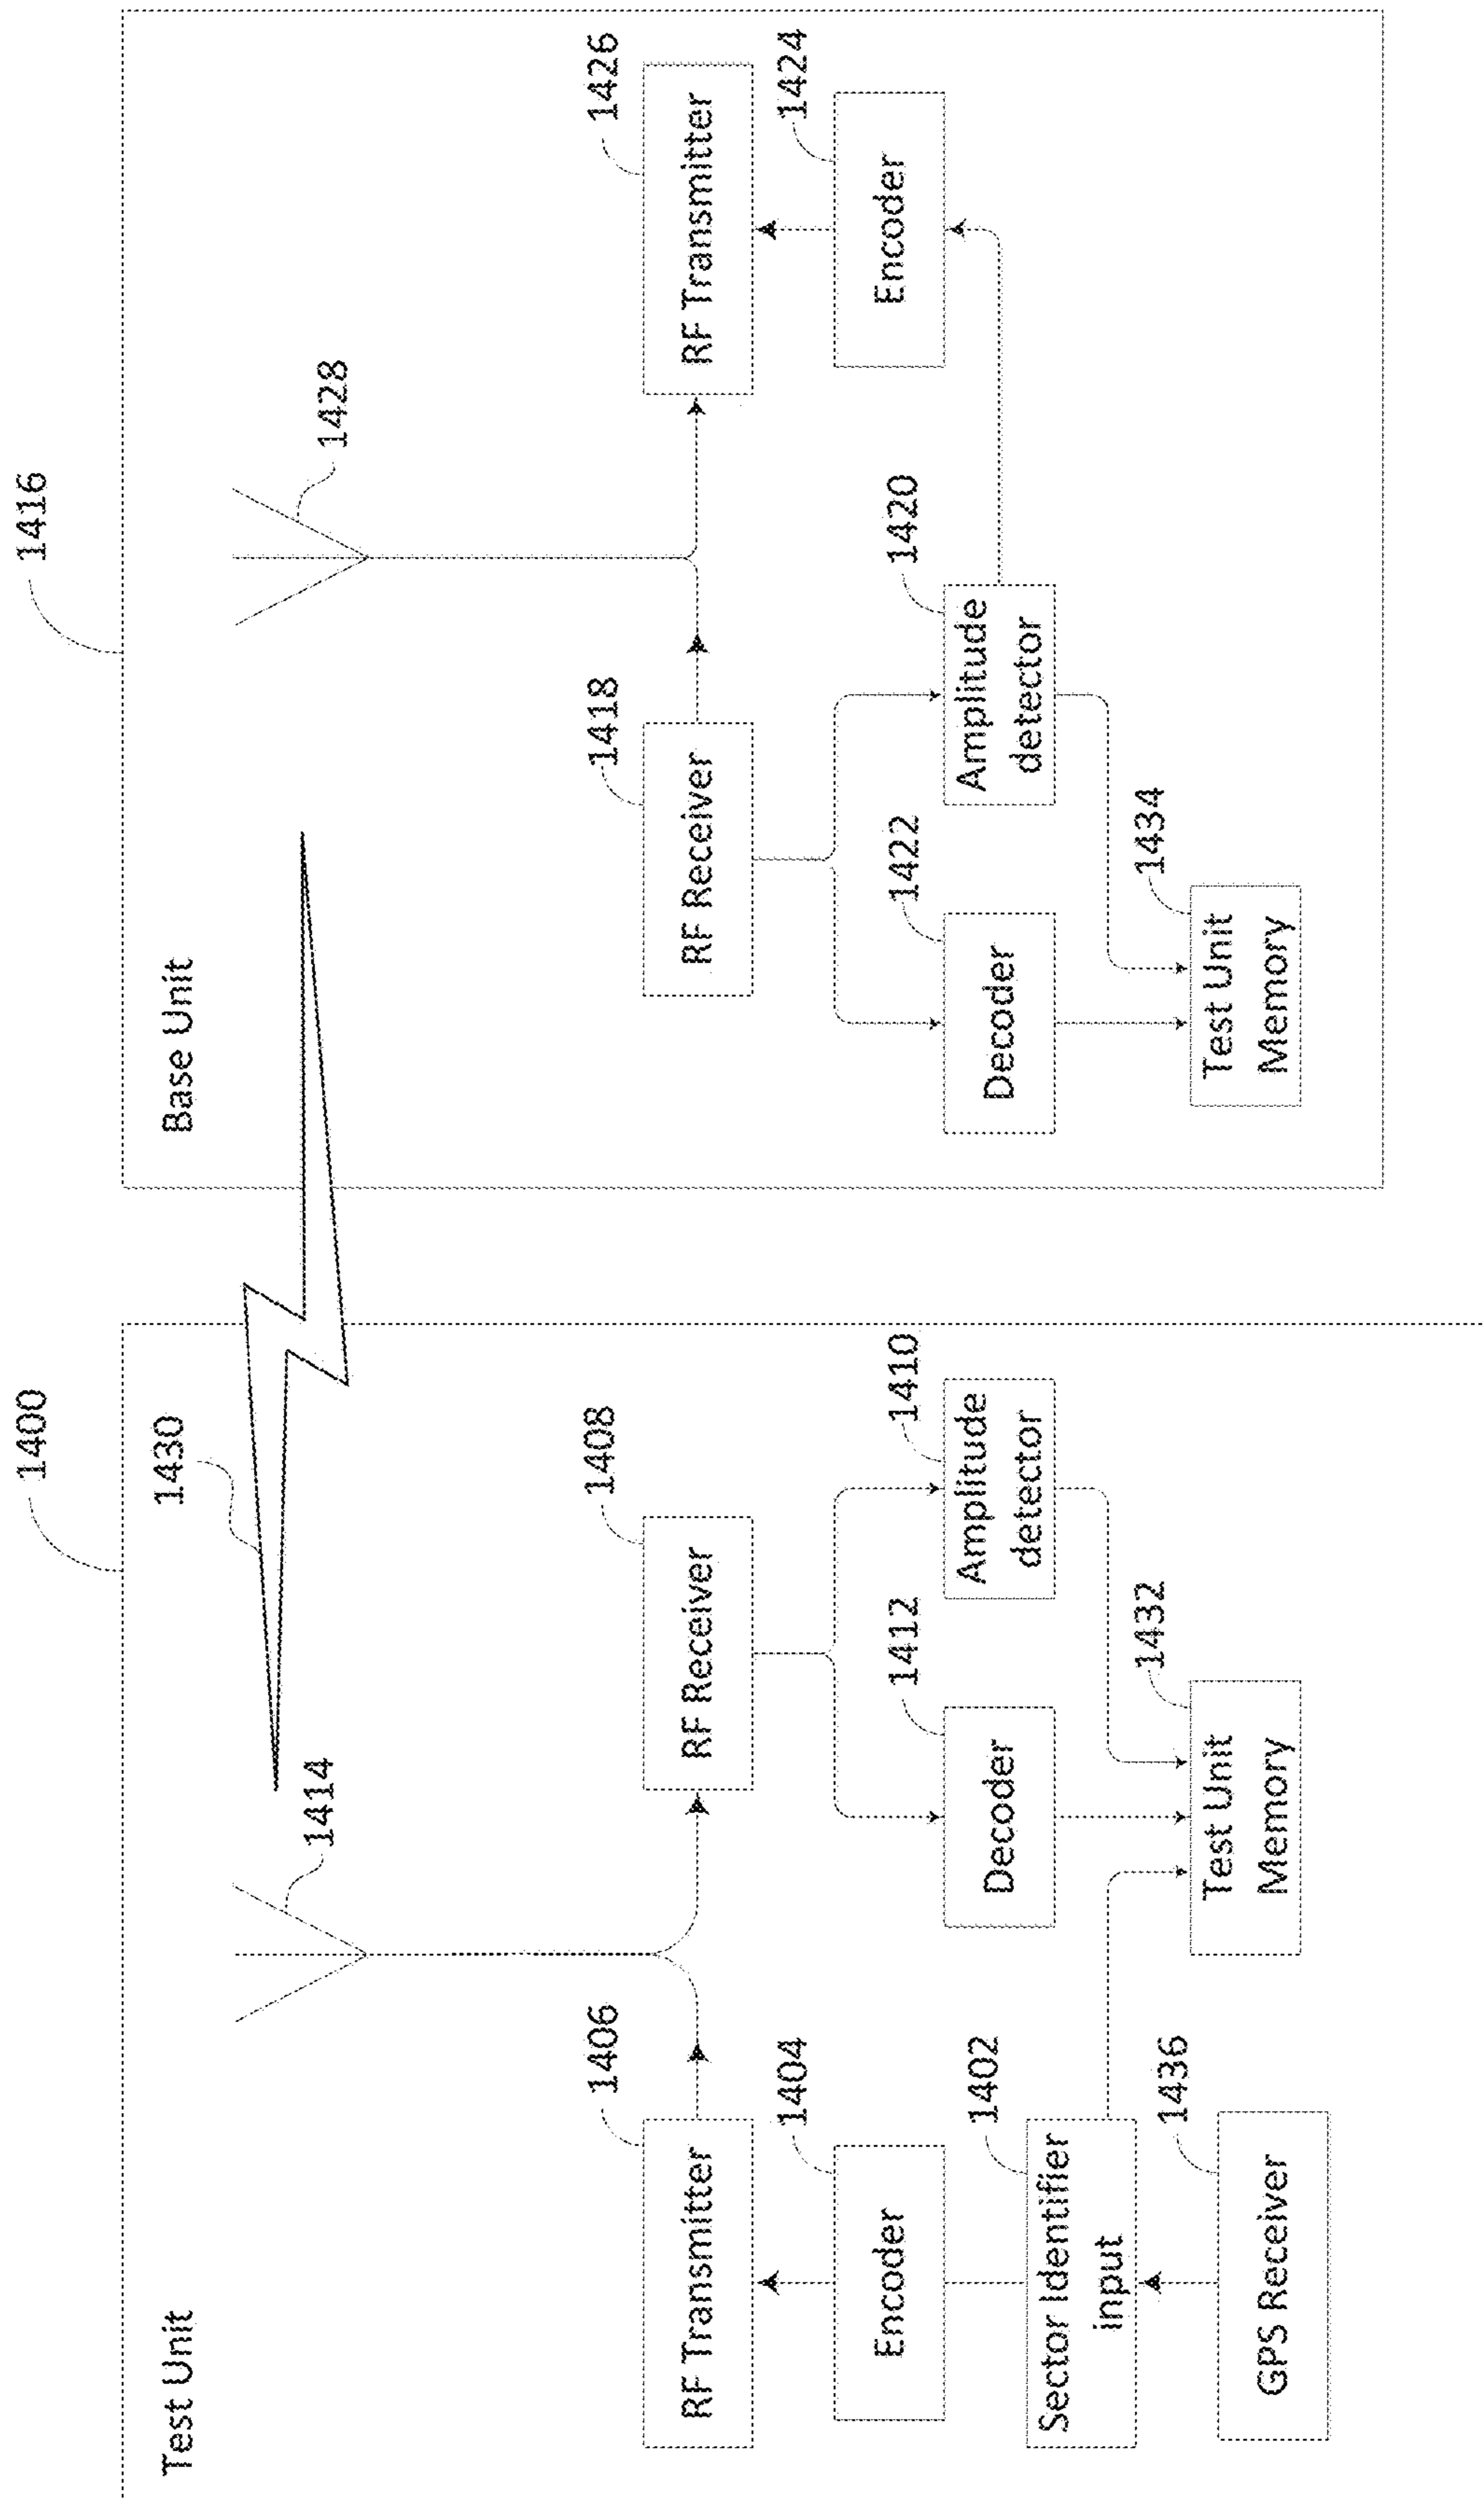 1400
1416
Test Unit
1430
Base Unit
1414
1428
1406
1408
1418
1426
RF Transmitter
RF Receiver
RF Receiver
RF Transmitter
1404
1412
1410
1422
1420
1424
Encoder
Decoder
Amplitude
detector
Decoder
Amplitude
detector
Encoder
1402
1432
1434
Sector Identifier
input
Test Unit
Memory
Test Unit
Memory
1436
GPS Receiver